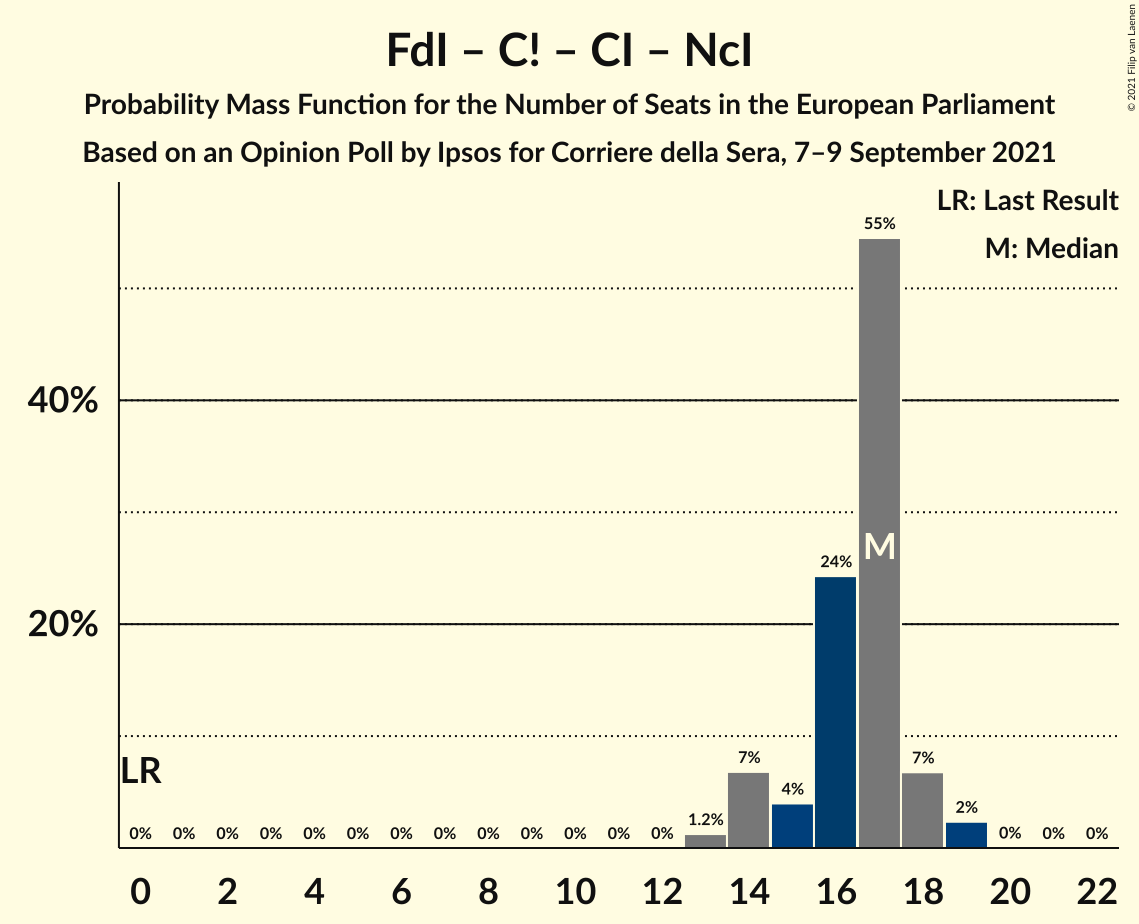 FdI – C! – CI – NcI
Probability Mass Function for the Number of Seats in the European Parliament
Based on an Opinion Poll by Ipsos for Corriere della Sera, 7–9 September 2021
© 2021 Filip van Laenen
LR: Last Result
M: Median
55%
40%
M
24%
20%
LR
7%
4%
7%
2%
1.2%
0% 0% 0% 0% 0% 0% 0% 0% 0% 0% 0% 0% 0% 0% 0% 0%
0 2 4 6 8 10 12 14 16 18 20 22